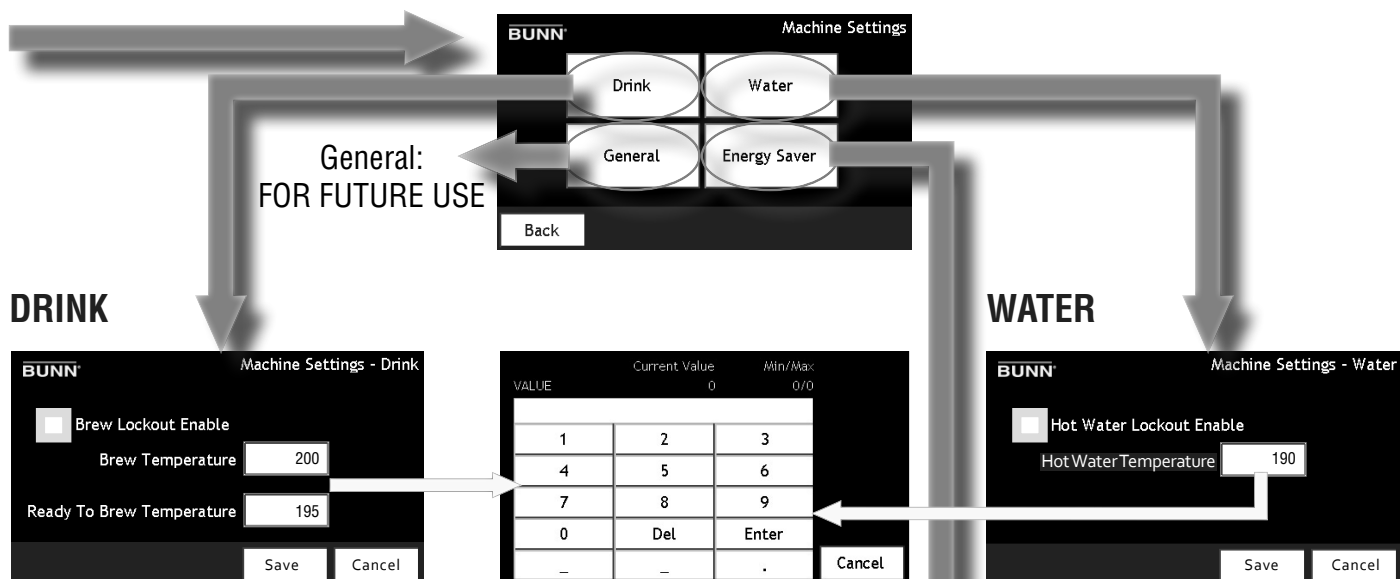 BUNN
Machine Settings
Drink
Water
General
Energy Saver
Back
General:
FOR FUTURE USE
DRINK
WATER
BUNN
Machine Settings - Drink
Brew Lockout Enable
Brew Temperature 200
Ready To Brew Temperature 195
Save Cancel
Current Value Min/Max
VALUE 0 0/0
1 2 3
4 5 6
7 8 9
0 Del Enter
_ _ .
Cancel
BUNN
Machine Settings - Water
Hot Water Lockout Enable
Hot Water Temperature 190
Save Cancel